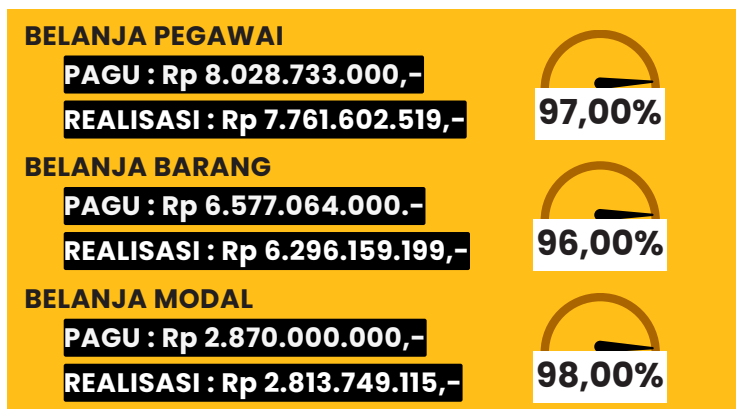 BELANJA PEGAWAI
PAGU : Rp 8.028.733.000,-
REALISASI : Rp 7.761.602.519,-
97,00%
BELANJA BARANG
PAGU : Rp 6.577.064.000.-
REALISASI : Rp 6.296.159.199,-
96,00%
BELANJA MODAL
PAGU : Rp 2.870.000.000,-
REALISASI : Rp 2.813.749.115,-
98,00%